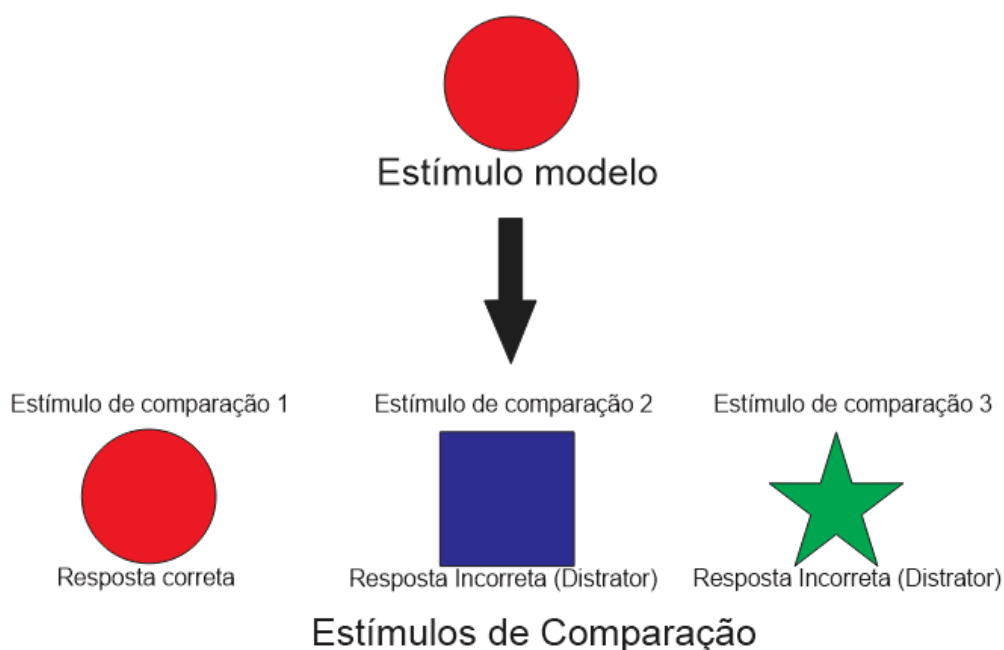 Estímulo modelo
Estímulo de comparação 1
Estímulo de comparação 2
Estímulo de comparação 3
Resposta correta
Resposta Incorreta (Distrator)
Resposta Incorreta (Distrator)
Estímulos de Comparação